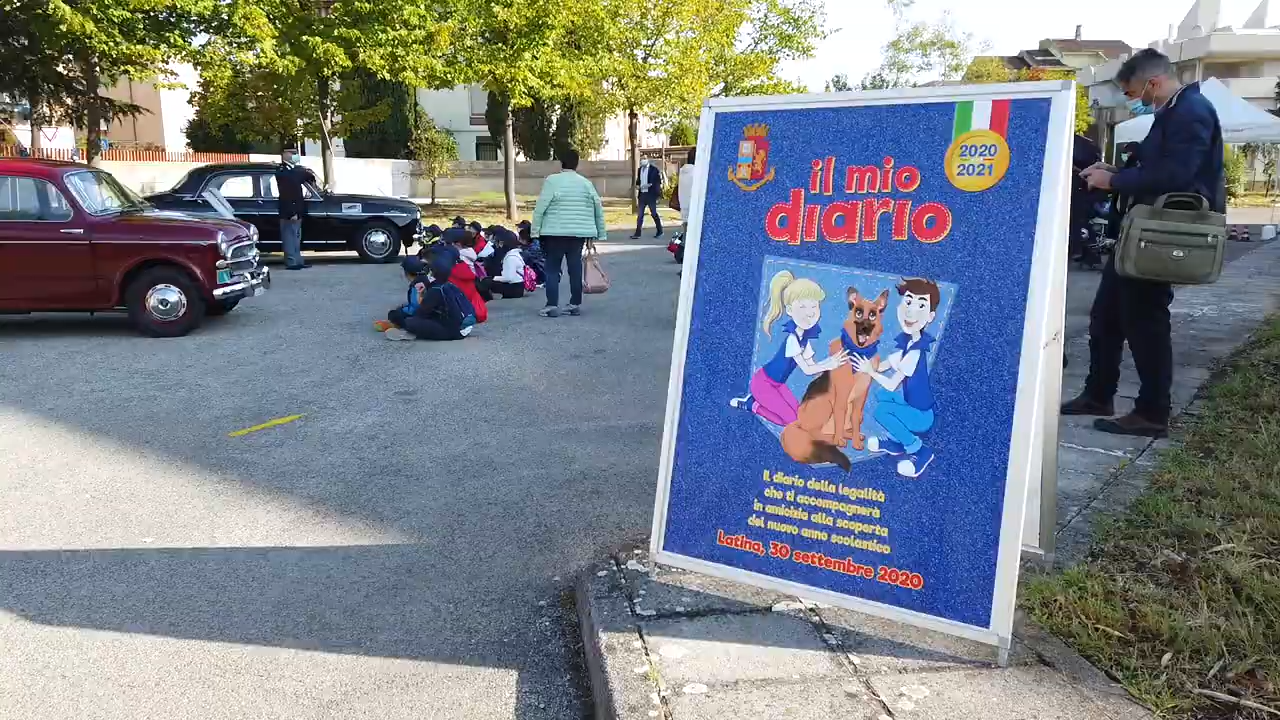 2020
2021
il mio
diario
Il diario della legalità
che ti accompagnerà
in amicizia alla scoperta
del nuovo anno scolastico
Latina, 30 settembre 2020